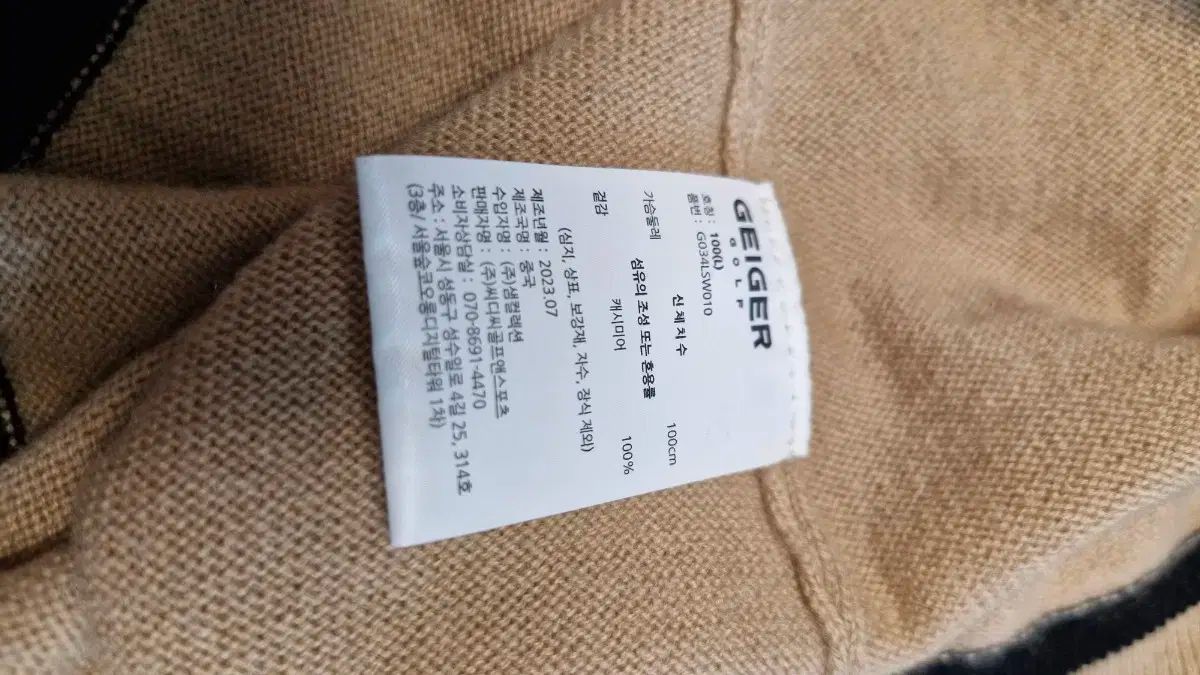 GEIGER
GOLF
호칭 : 100(L)
품번 : G034LSW010
신 체 치 수
가슴둘레 100cm
섬유의 조성 또는 혼용률
겉감 캐시미어 100%
(심지, 상표, 보강재, 자수, 장식 제외)
제조년월 : 2023.07
제조국명 : 중국
수입자명 : (주)샘컬렉션
판매자명 : (주)씨디씨골프앤스포츠
소비자상담실 : 070-8691-4470
주소 : 서울시 성동구 성수일로 4길 25, 314호
(3층/ 서울숲코오롱디지털타워 1차)